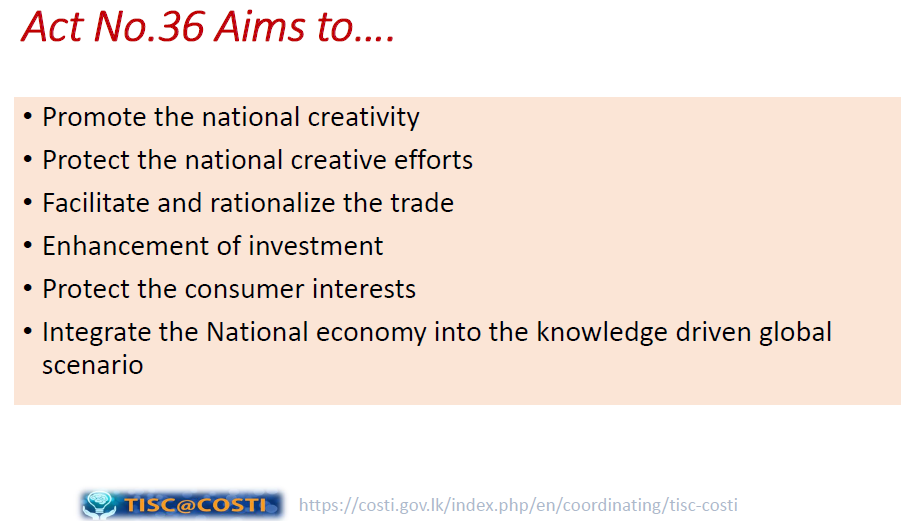 Act No.36 Aims to....
• Promote the national creativity
• Protect the national creative efforts
• Facilitate and rationalize the trade
• Enhancement of investment
• Protect the consumer interests
• Integrate the National economy into the knowledge driven global
scenario
TISC@COSTI https://costi.gov.lk/index.php/en/coordinating/tisc-costi